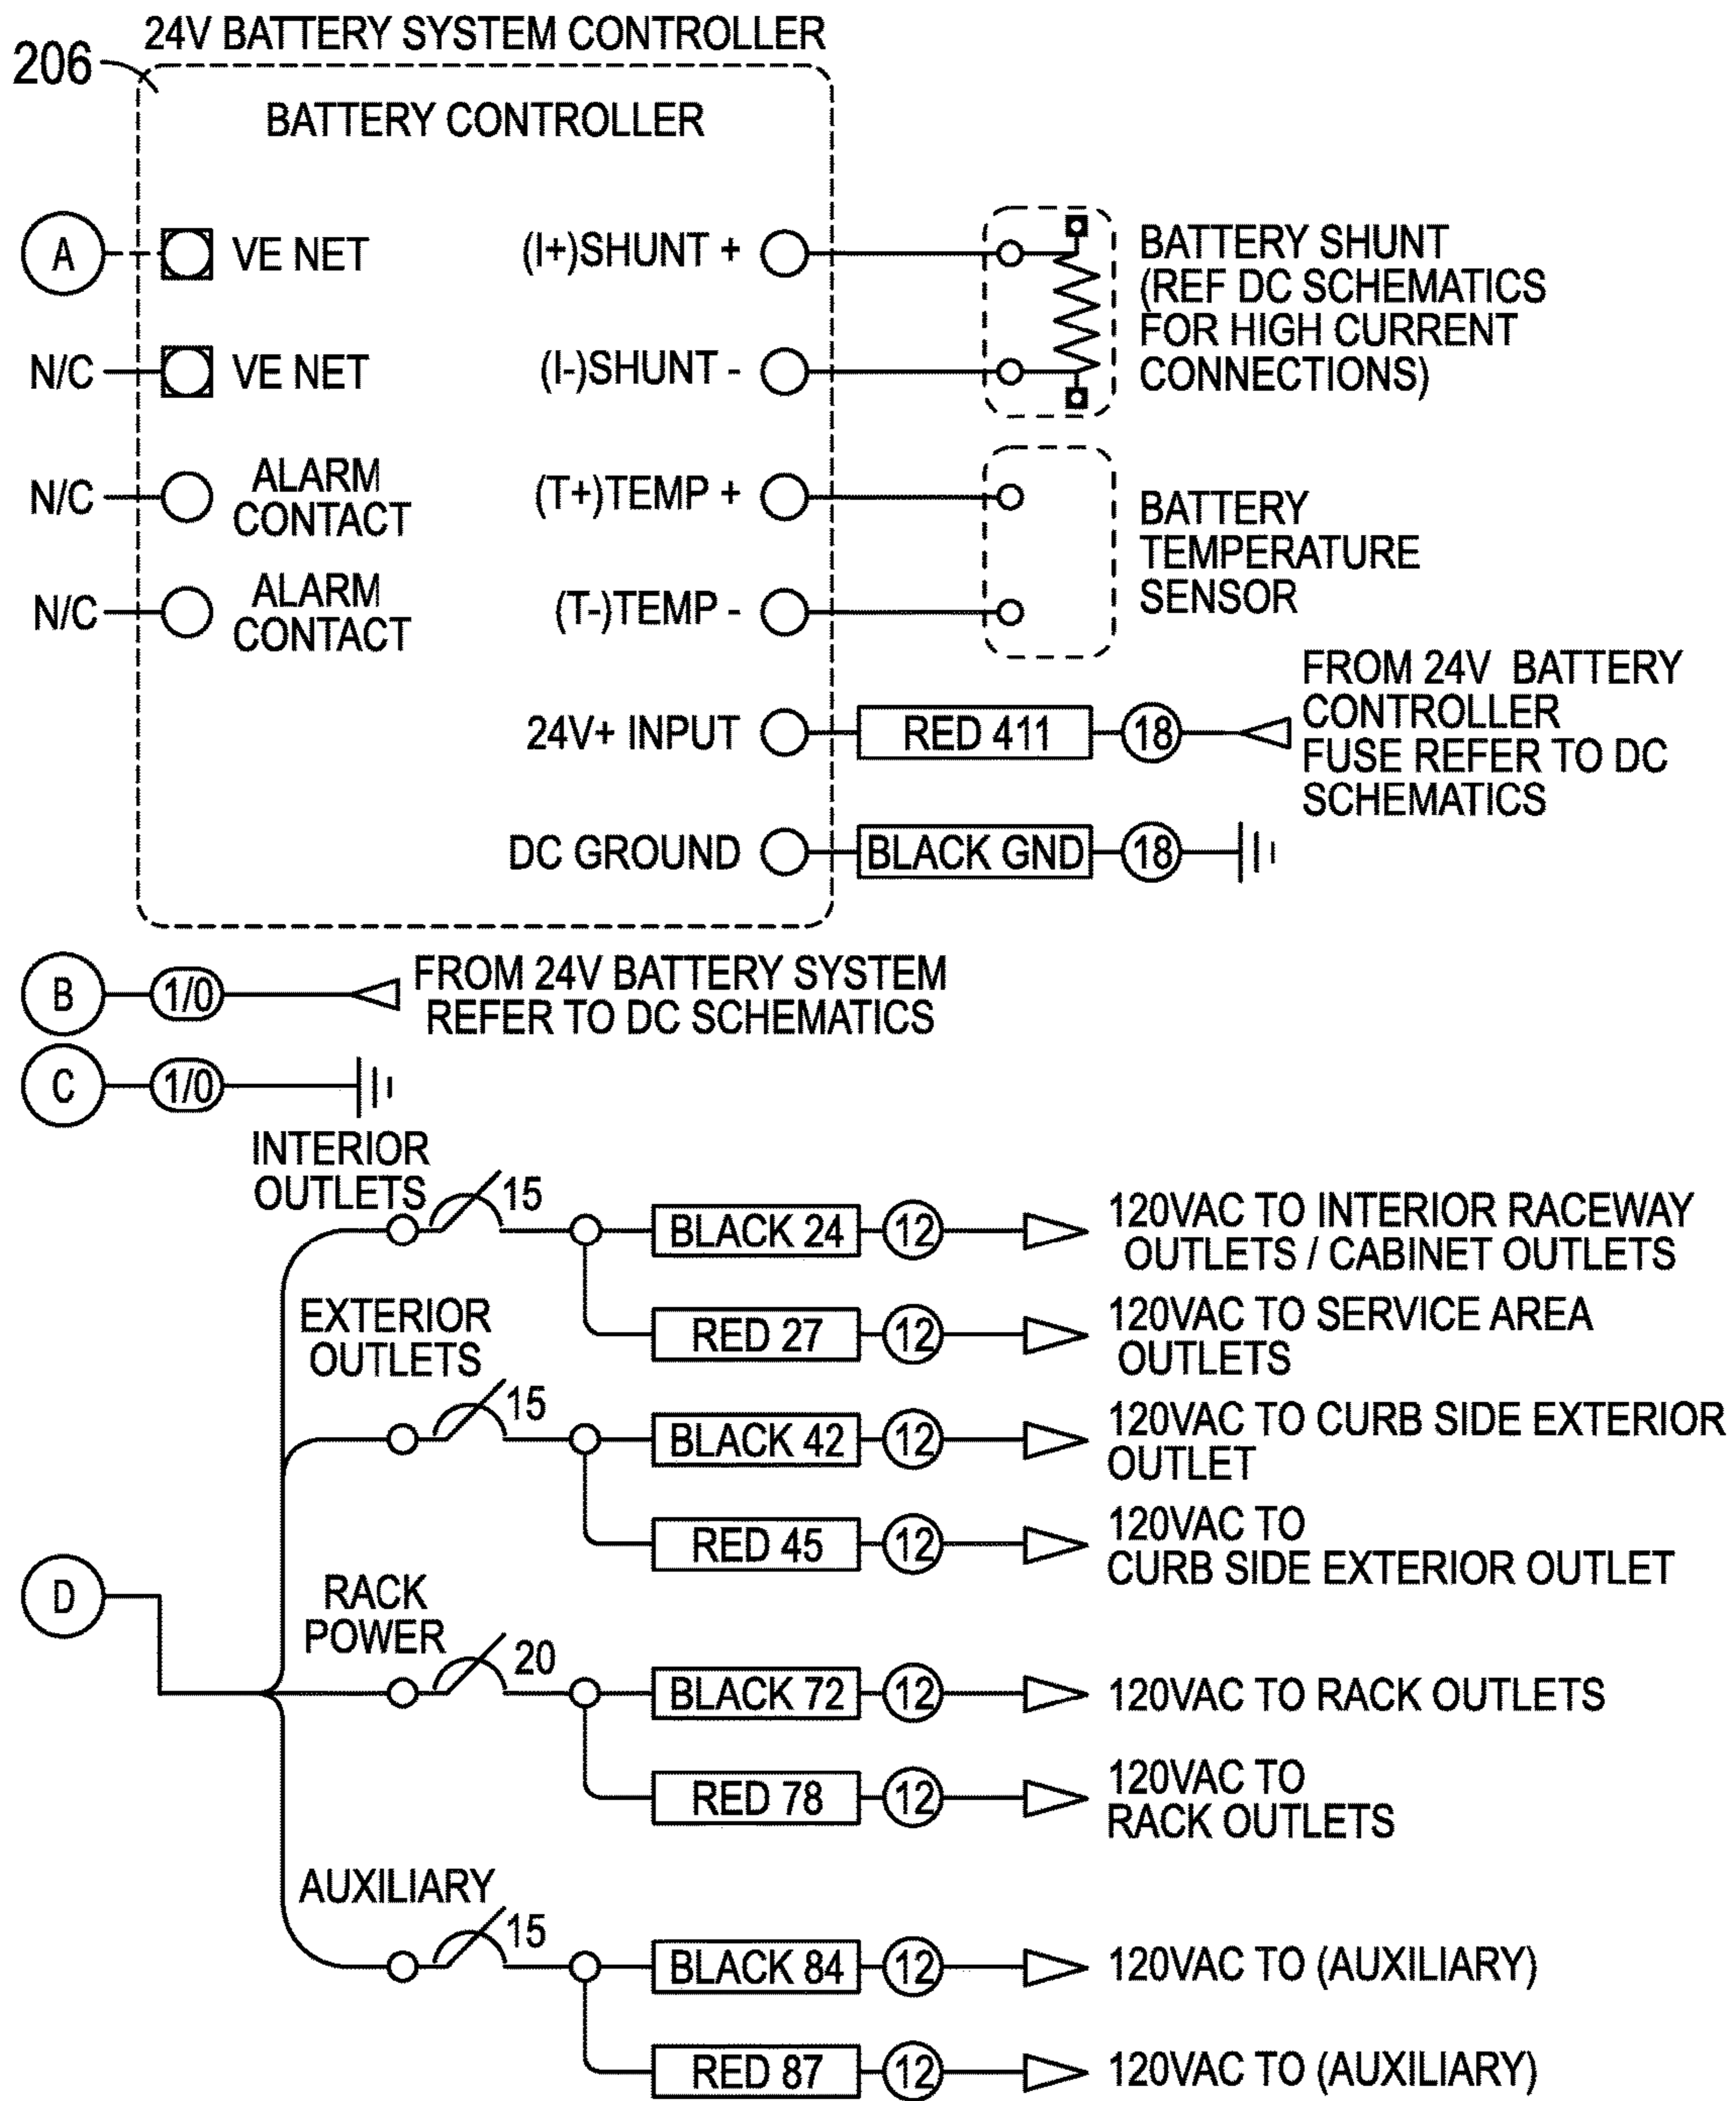 24V BATTERY SYSTEM CONTROLLER
206
BATTERY CONTROLLER
A
VE NET
(I+)SHUNT +
BATTERY SHUNT
(REF DC SCHEMATICS
FOR HIGH CURRENT
CONNECTIONS)
N/C
VE NET
(I-)SHUNT -
N/C
ALARM
CONTACT
(T+)TEMP +
BATTERY
TEMPERATURE
SENSOR
N/C
ALARM
CONTACT
(T-)TEMP -
24V+ INPUT
RED 411
18
FROM 24V BATTERY
CONTROLLER
FUSE REFER TO DC
SCHEMATICS
DC GROUND
BLACK GND
18
B
1/0
FROM 24V BATTERY SYSTEM
REFER TO DC SCHEMATICS
C
1/0
INTERIOR
OUTLETS
15
BLACK 24
12
120VAC TO INTERIOR RACEWAY
OUTLETS / CABINET OUTLETS
RED 27
12
120VAC TO SERVICE AREA
OUTLETS
EXTERIOR
OUTLETS
15
BLACK 42
12
120VAC TO CURB SIDE EXTERIOR
OUTLET
RED 45
12
120VAC TO
CURB SIDE EXTERIOR OUTLET
D
RACK
POWER
20
BLACK 72
12
120VAC TO RACK OUTLETS
RED 78
12
120VAC TO
RACK OUTLETS
AUXILIARY
15
BLACK 84
12
120VAC TO (AUXILIARY)
RED 87
12
120VAC TO (AUXILIARY)